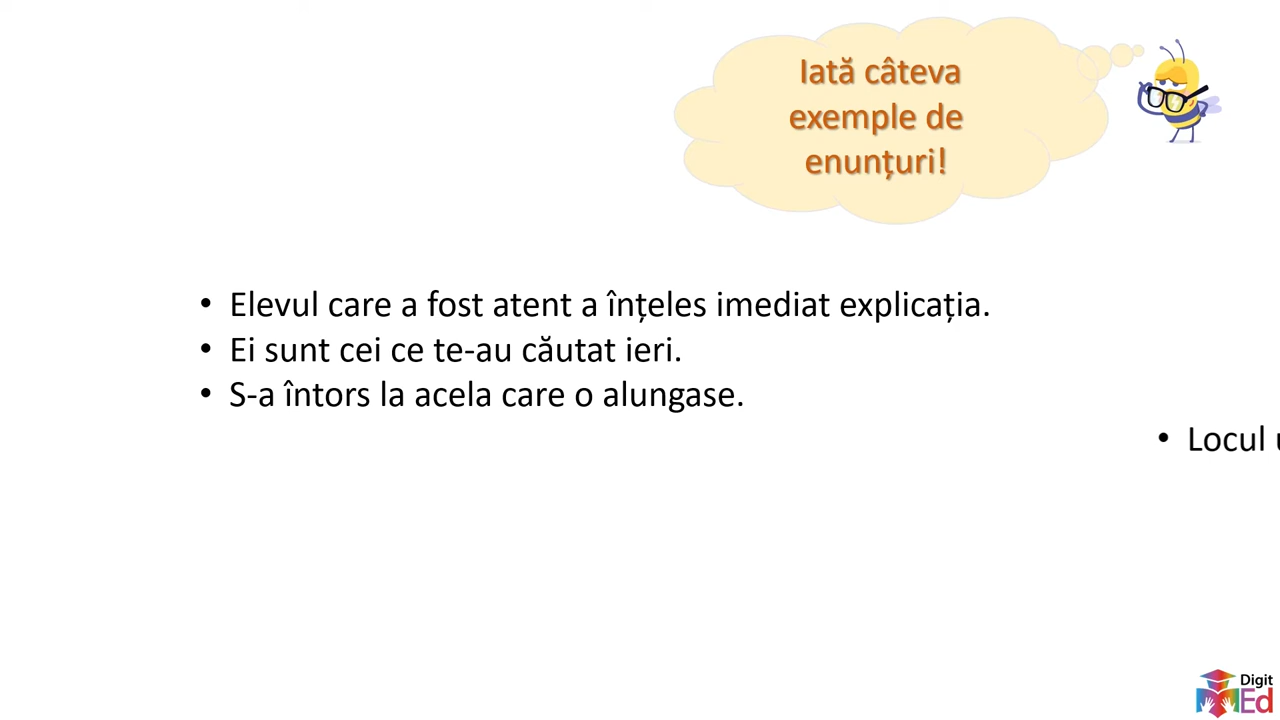 Iată câteva
exemple de
enunțuri!
• Elevul care a fost atent a înțeles imediat explicația.
• Ei sunt cei ce te-au căutat ieri.
• S-a întors la acela care o alungase.
• Locul
Digit
Ed